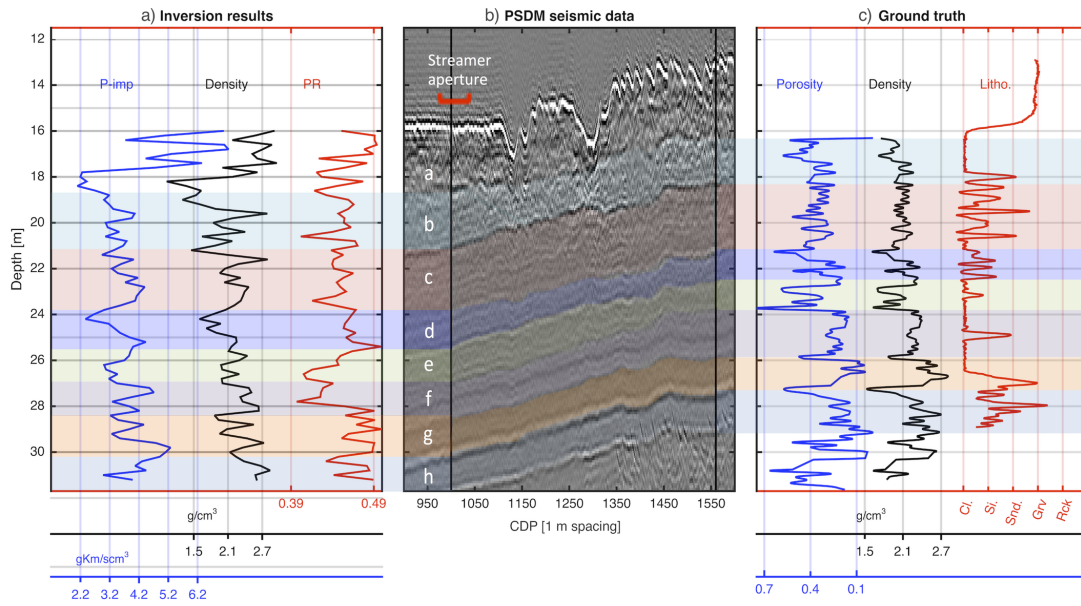 a) Inversion results
b) PSDM seismic data
c) Ground truth
12
14
16
18
20
22
24
26
28
30
Depth [m]
P-imp
Density
PR
0.39
0.49
g/cm³
1.5 2.1 2.7
gKm/scm³
2.2 3.2 4.2 5.2 6.2
Streamer
aperture
a
b
c
d
e
f
g
h
950 1050 1150 1250 1350 1450 1550
CDP [1 m spacing]
Porosity
Density
Litho.
Cl.
Si.
Snd.
Grv
Rck
g/cm³
1.5 2.1 2.7
0.7 0.4 0.1